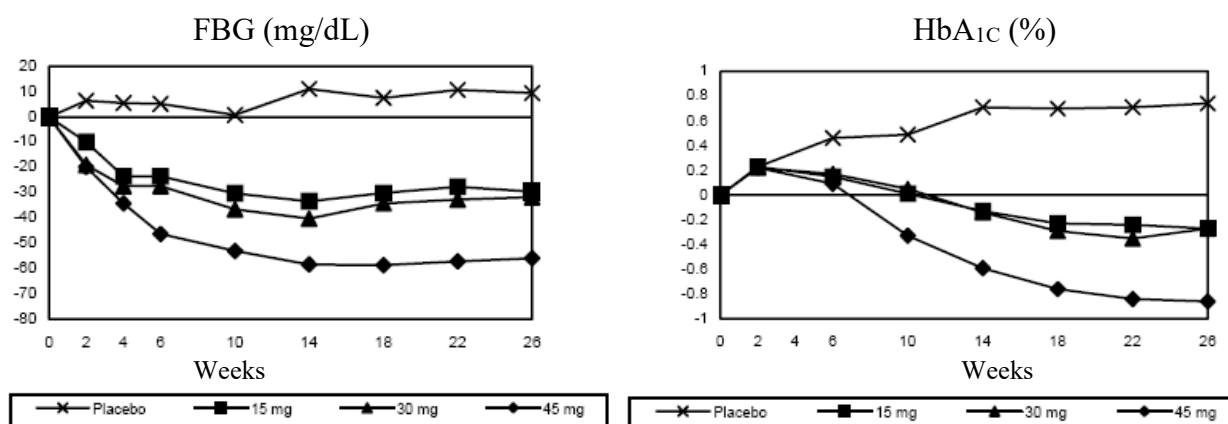 FBG (mg/dL)
20
10
0
-10
-20
-30
-40
-50
-60
-70
-80
0 2 4 6 10 14 18 22 26
Weeks
Placebo 15 mg 30 mg 45 mg
HbA1C (%)
1
0.8
0.6
0.4
0.2
0
-0.2
-0.4
-0.6
-0.8
-1
0 2 4 6 10 14 18 22 26
Weeks
Placebo 15 mg 30 mg 45 mg